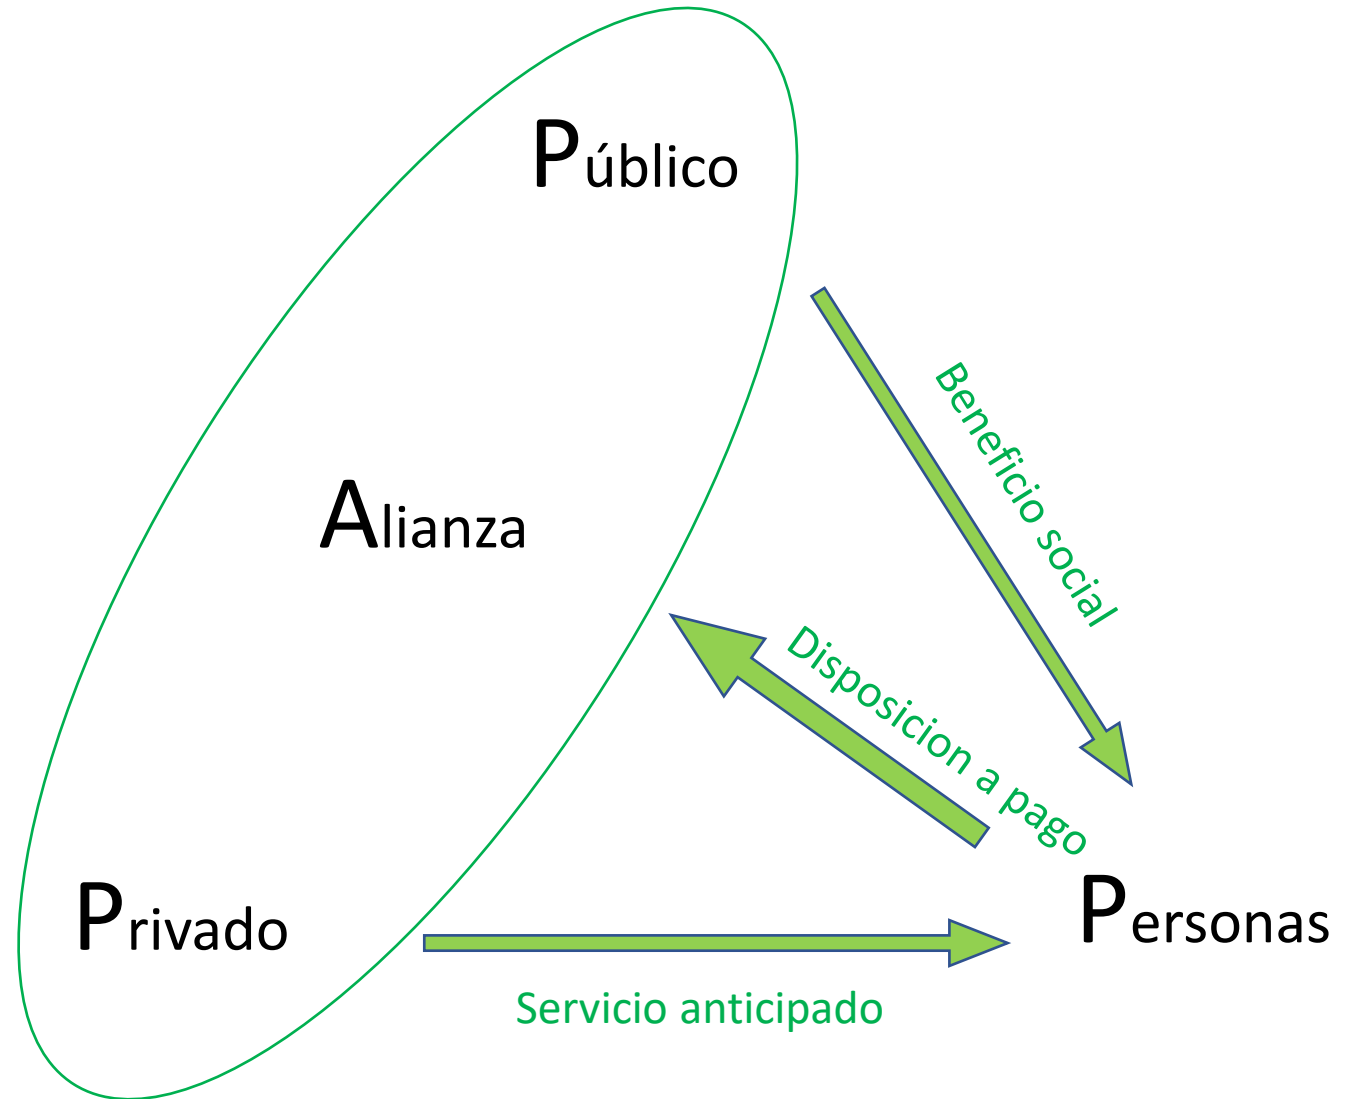 Público
Beneficio social
Alianza
Disposicion a pago
Privado
Personas
Servicio anticipado